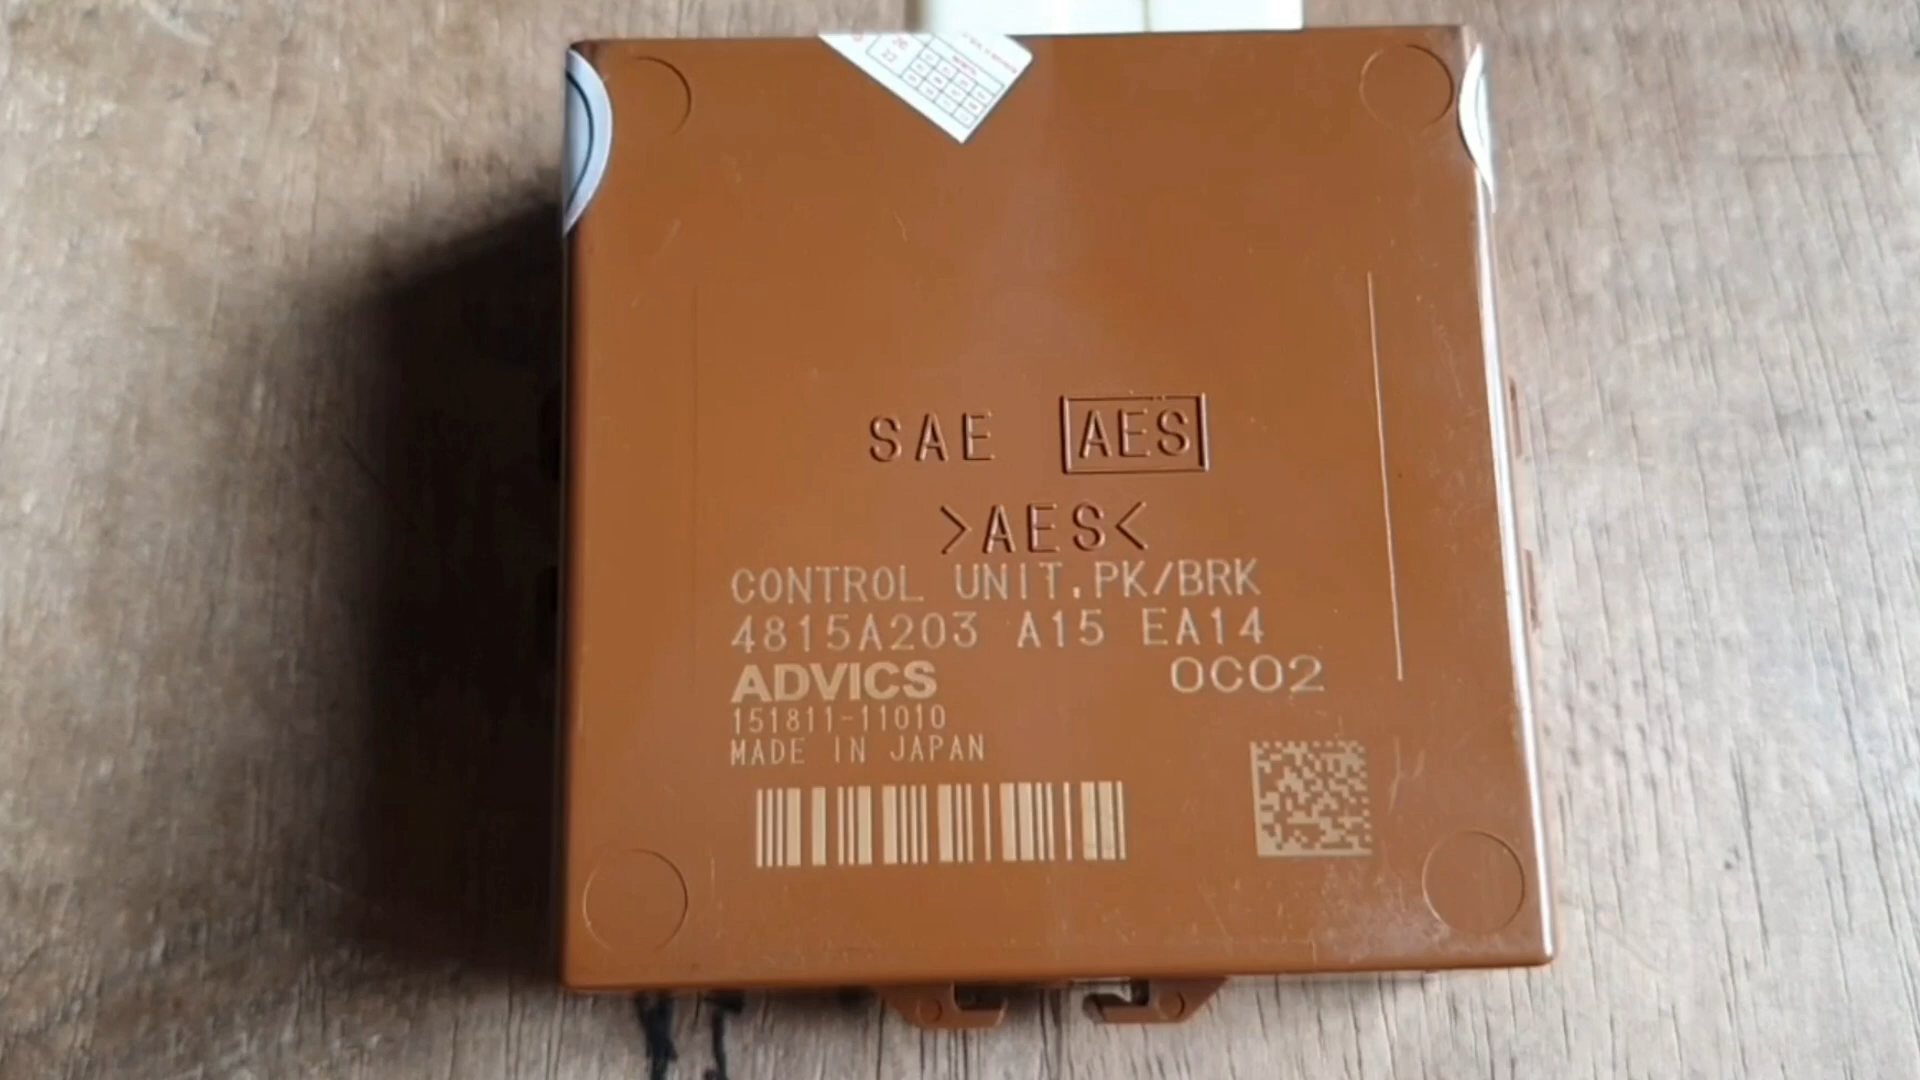 SAE AES
>AES<
CONTROL UNIT.PK/BRK
4815A203 A15 EA14
ADVICS 0C02
151811-11010
MADE IN JAPAN